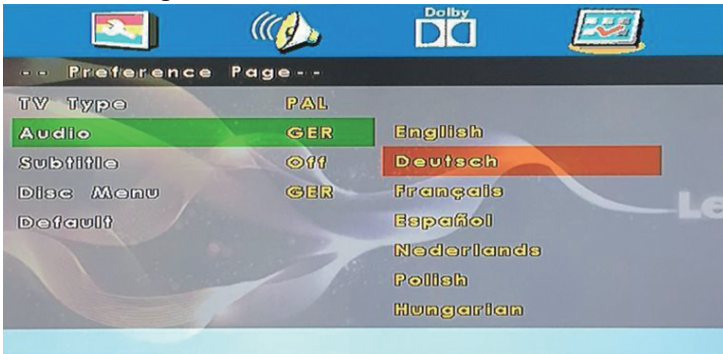 Dolby
-- Preference Page--
TV Type PAL
Audio GER English
Subtitle Off Deutsch
Disc Menu GER Français
Default Español
Nederlands
Polish
Hungarian
Le